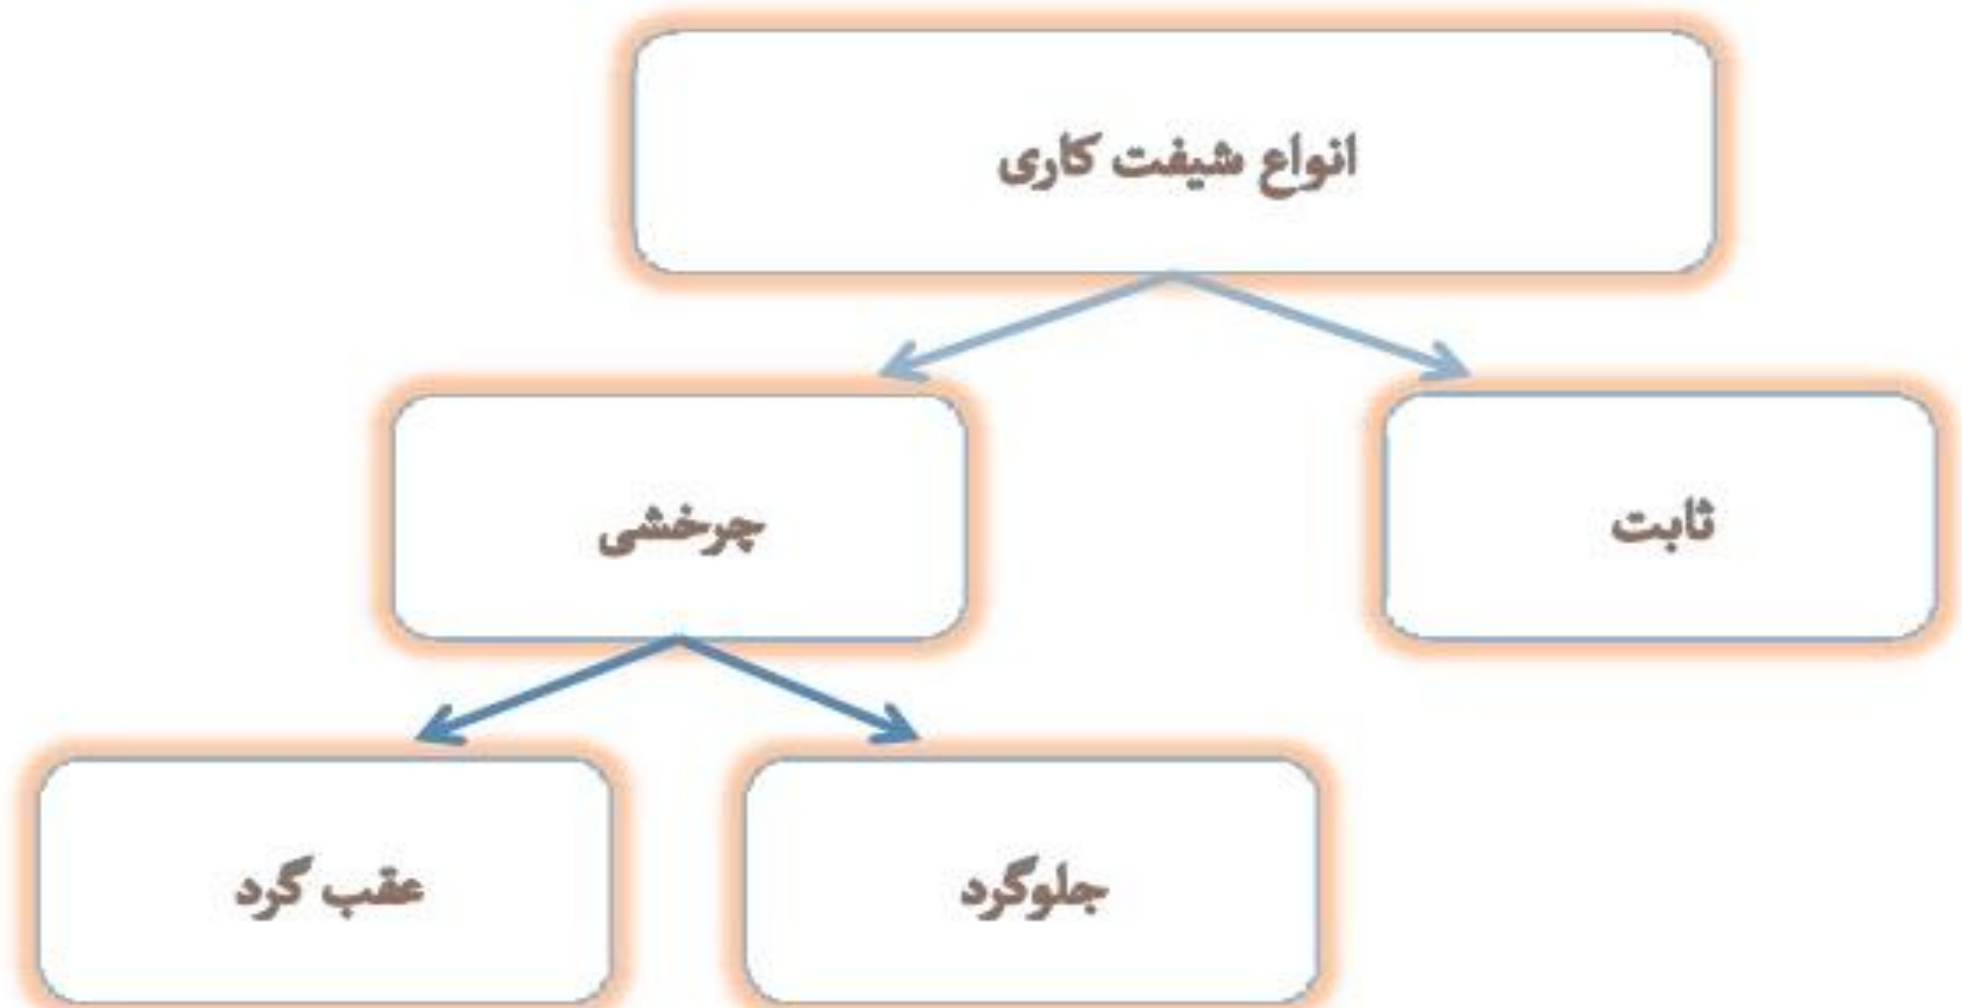 انواع شیفت کاری
ثابت
چرخشی
جلوگرد
عقب گرد